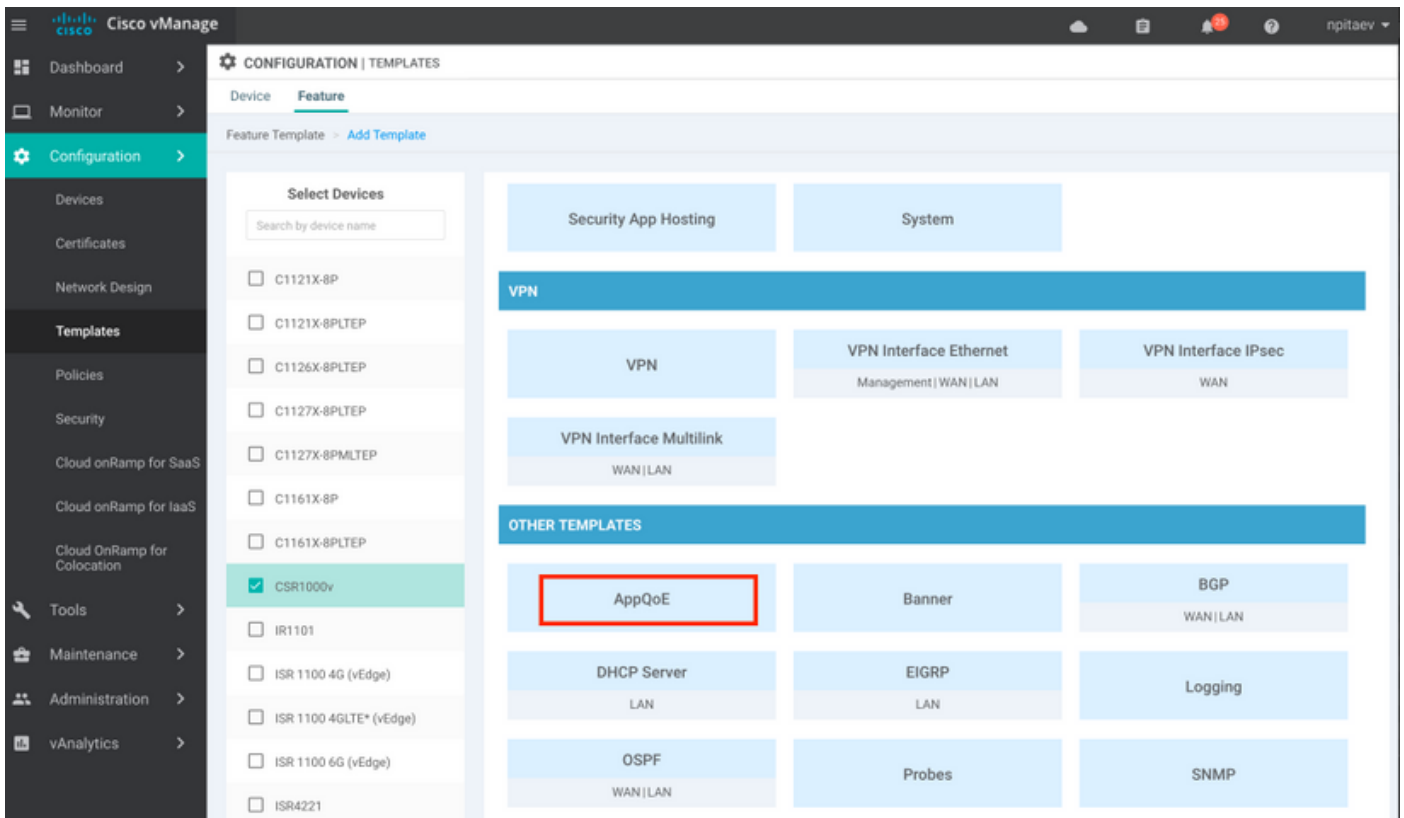 cisco Cisco vManage
25
npitaev
Dashboard
Monitor
Configuration
Devices
Certificates
Network Design
Templates
Policies
Security
Cloud onRamp for SaaS
Cloud onRamp for IaaS
Cloud OnRamp for
Colocation
Tools
Maintenance
Administration
vAnalytics
CONFIGURATION | TEMPLATES
Device Feature
Feature Template > Add Template
Select Devices
Search by device name
C1121X-8P
C1121X-8PLTEP
C1126X-8PLTEP
C1127X-8PLTEP
C1127X-8PMLTEP
C1161X-8P
C1161X-8PLTEP
CSR1000v
IR1101
ISR 1100 4G (vEdge)
ISR 1100 4GLTE* (vEdge)
ISR 1100 6G (vEdge)
ISR4221
Security App Hosting
System
VPN
VPN
VPN Interface Ethernet
Management | WAN | LAN
VPN Interface IPsec
WAN
VPN Interface Multilink
WAN | LAN
OTHER TEMPLATES
AppQoE
Banner
BGP
WAN | LAN
DHCP Server
LAN
EIGRP
LAN
Logging
OSPF
WAN | LAN
Probes
SNMP